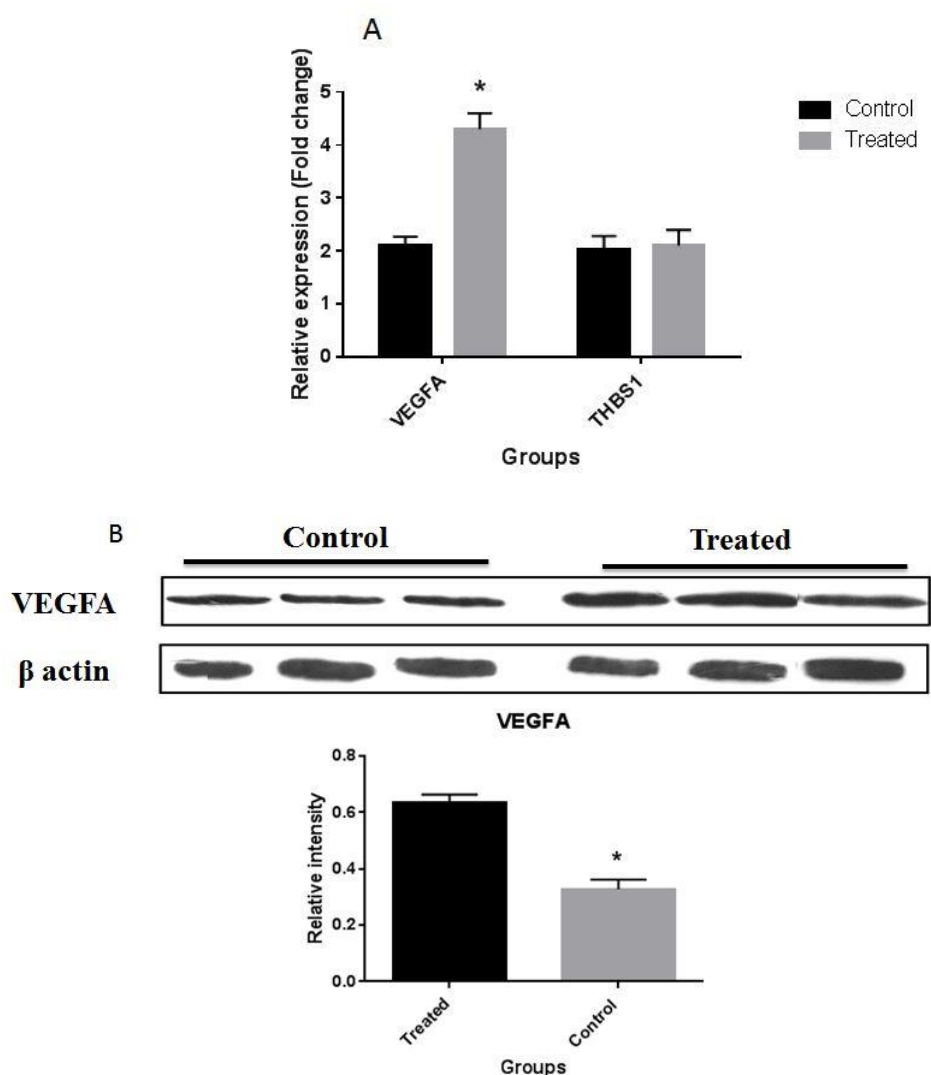 A
Relative expression (Fold change)
5
4
3
2
1
0
*
Control
Treated
VEGFA
THBS1
Groups
B
Control
Treated
VEGFA
β actin
VEGFA
Relative intensity
0.8
0.6
0.4
0.2
0.0
*
Treated
Control
Groups